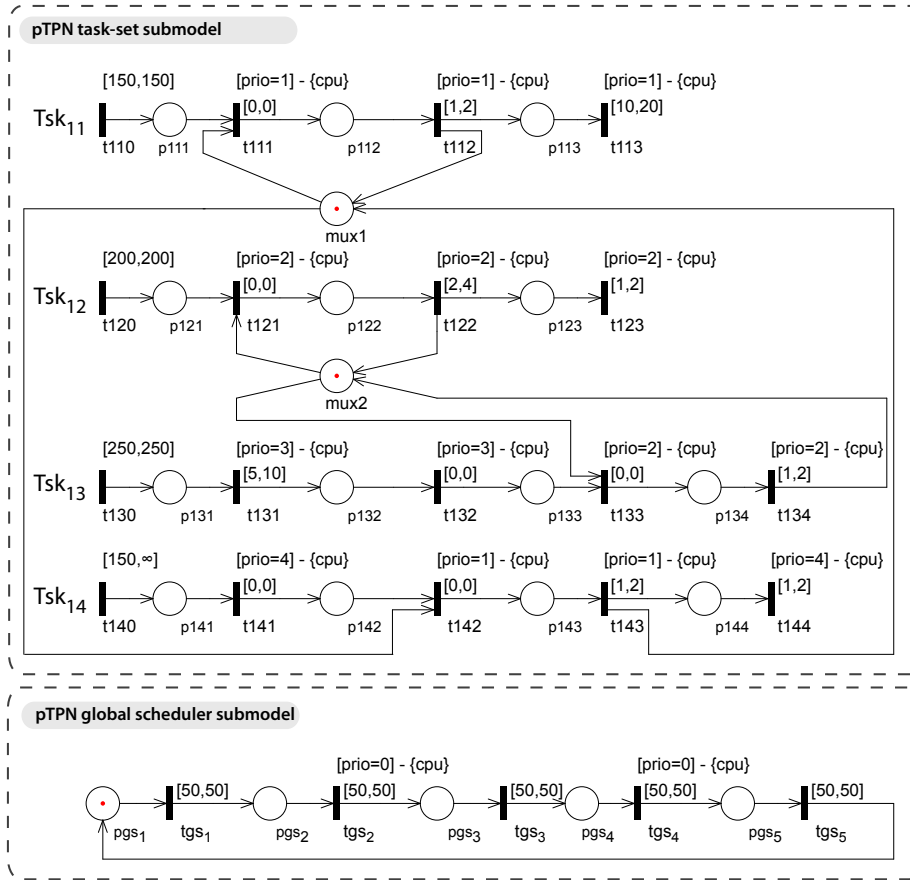 pTPN task-set submodel
[150,150] [prio=1] - {cpu} [prio=1] - {cpu} [prio=1] - {cpu}
Tsk11 [0,0] [1,2] [10,20]
t110 p111 t111 p112 t112 p113 t113
mux1
[200,200] [prio=2] - {cpu} [prio=2] - {cpu} [prio=2] - {cpu}
Tsk12 [0,0] [2,4] [1,2]
t120 p121 t121 p122 t122 p123 t123
mux2
[250,250] [prio=3] - {cpu} [prio=3] - {cpu} [prio=2] - {cpu} [prio=2] - {cpu}
Tsk13 [5,10] [0,0] [0,0] [1,2]
t130 p131 t131 p132 t132 p133 t133 p134 t134
[150,∞] [prio=4] - {cpu} [prio=1] - {cpu} [prio=1] - {cpu} [prio=4] - {cpu}
Tsk14 [0,0] [0,0] [1,2] [1,2]
t140 p141 t141 p142 t142 p143 t143 p144 t144
pTPN global scheduler submodel
[prio=0] - {cpu} [prio=0] - {cpu}
[50,50] [50,50] [50,50] [50,50] [50,50]
pgs1 tgs1 pgs2 tgs2 pgs3 tgs3 pgs4 tgs4 pgs5 tgs5